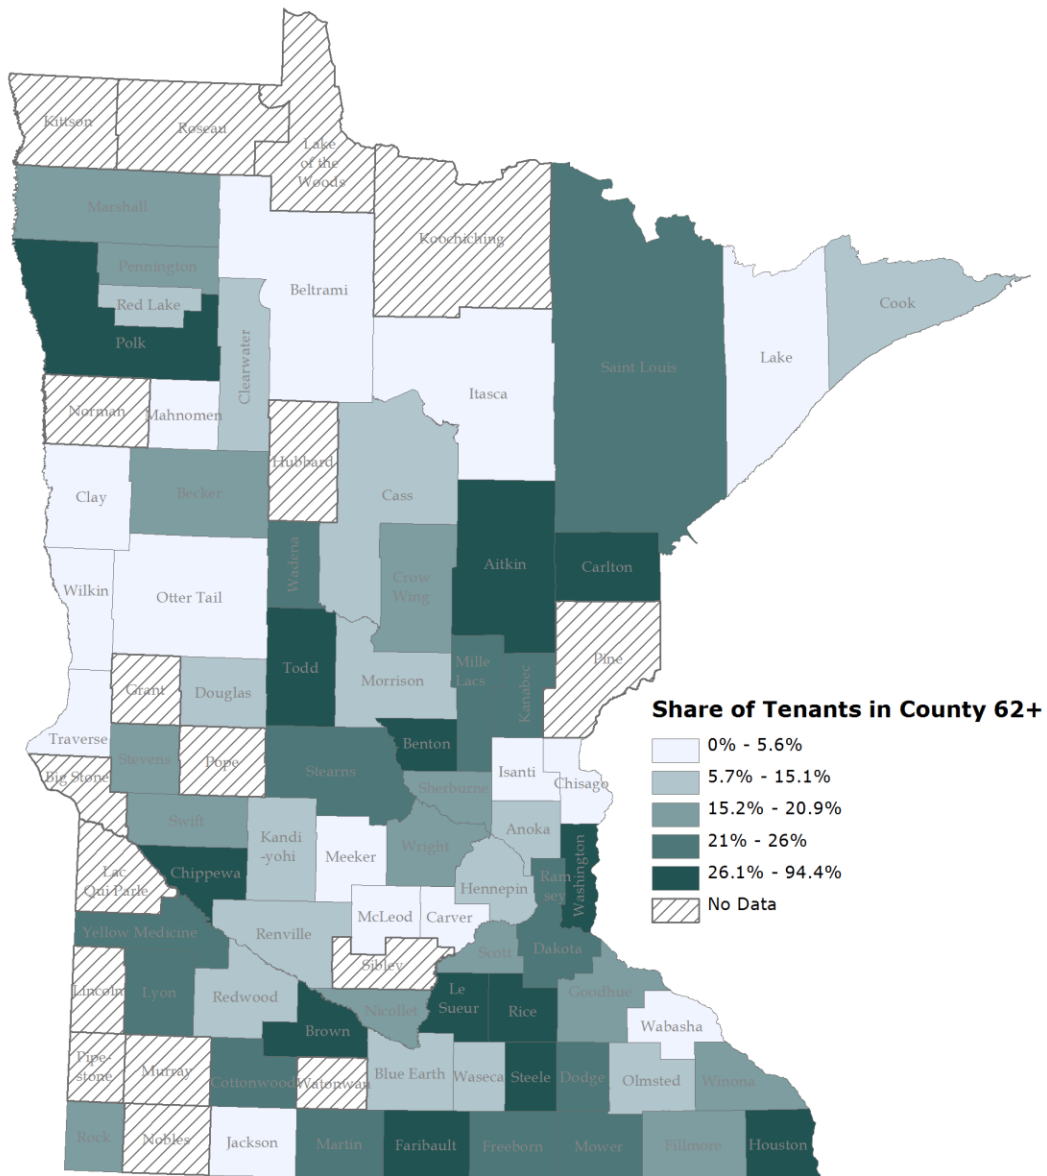 Kittson
Roseau
Lake
of the
Woods
Koochiching
Marshall
Pennington
Red Lake
Polk
Beltrami
Clearwater
Cook
Lake
Saint Louis
Itasca
Norman
Mahnomen
Hubbard
Clay
Becker
Cass
Wadena
Aitkin
Carlton
Crow
Wing
Wilkin
Otter Tail
Todd
Morrison
Mille
Lacs
Kanabec
Pine
Grant
Douglas
Share of Tenants in County 62+
0% - 5.6%
5.7% - 15.1%
15.2% - 20.9%
21% - 26%
26.1% - 94.4%
No Data
Traverse
Benton
Big Stone
Stevens
Pope
Stearns
Sherburne
Isanti
Chisago
Swift
Kandi
-yohi
Meeker
Wright
Anoka
Lac
Qui Parle
Chippewa
Hennepin
Ram
sey
Washington
McLeod
Carver
Yellow Medicine
Renville
Sibley
Scott
Dakota
Lincoln
Lyon
Redwood
Brown
Nicollet
Le
Sueur
Rice
Goodhue
Wabasha
Pipe-
stone
Murray
Cottonwood
Watonwan
Blue Earth
Waseca
Steele
Dodge
Olmsted
Winona
Rock
Nobles
Jackson
Martin
Faribault
Freeborn
Mower
Fillmore
Houston